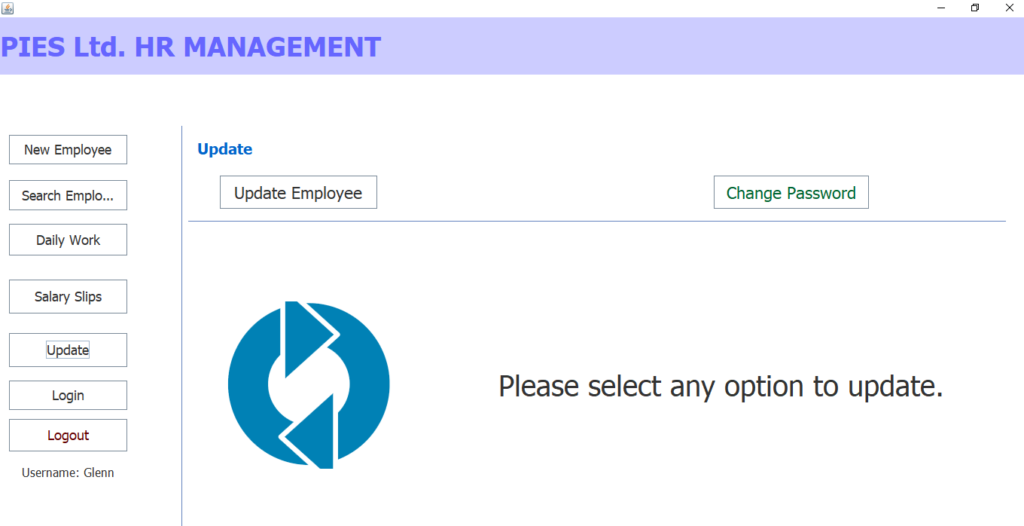 PIES Ltd. HR MANAGEMENT
New Employee
Search Emplo...
Daily Work
Salary Slips
Update
Login
Logout
Username: Glenn
Update
Update Employee
Change Password
Please select any option to update.